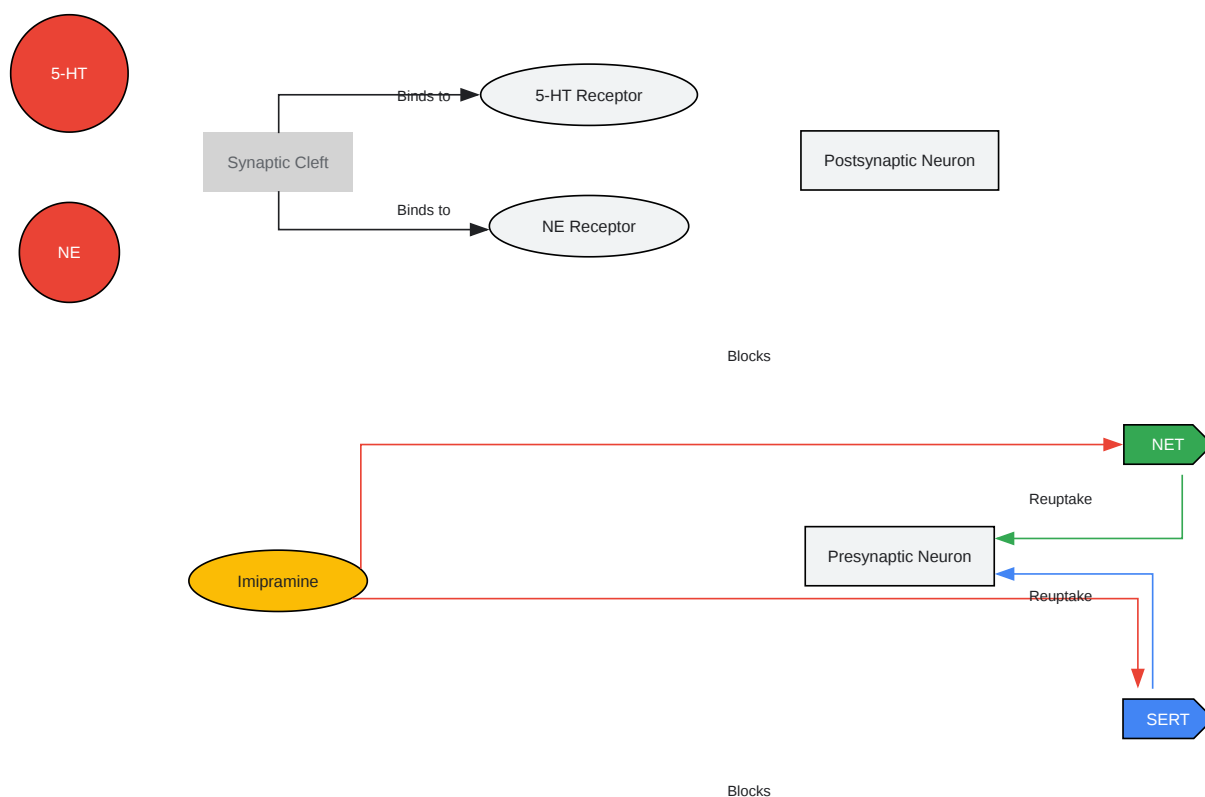 5-HT
Binds to
5-HT Receptor
Synaptic Cleft
Postsynaptic Neuron
Binds to
NE Receptor
NE
Blocks
NET
Reuptake
Presynaptic Neuron
Imipramine
Reuptake
SERT
Blocks